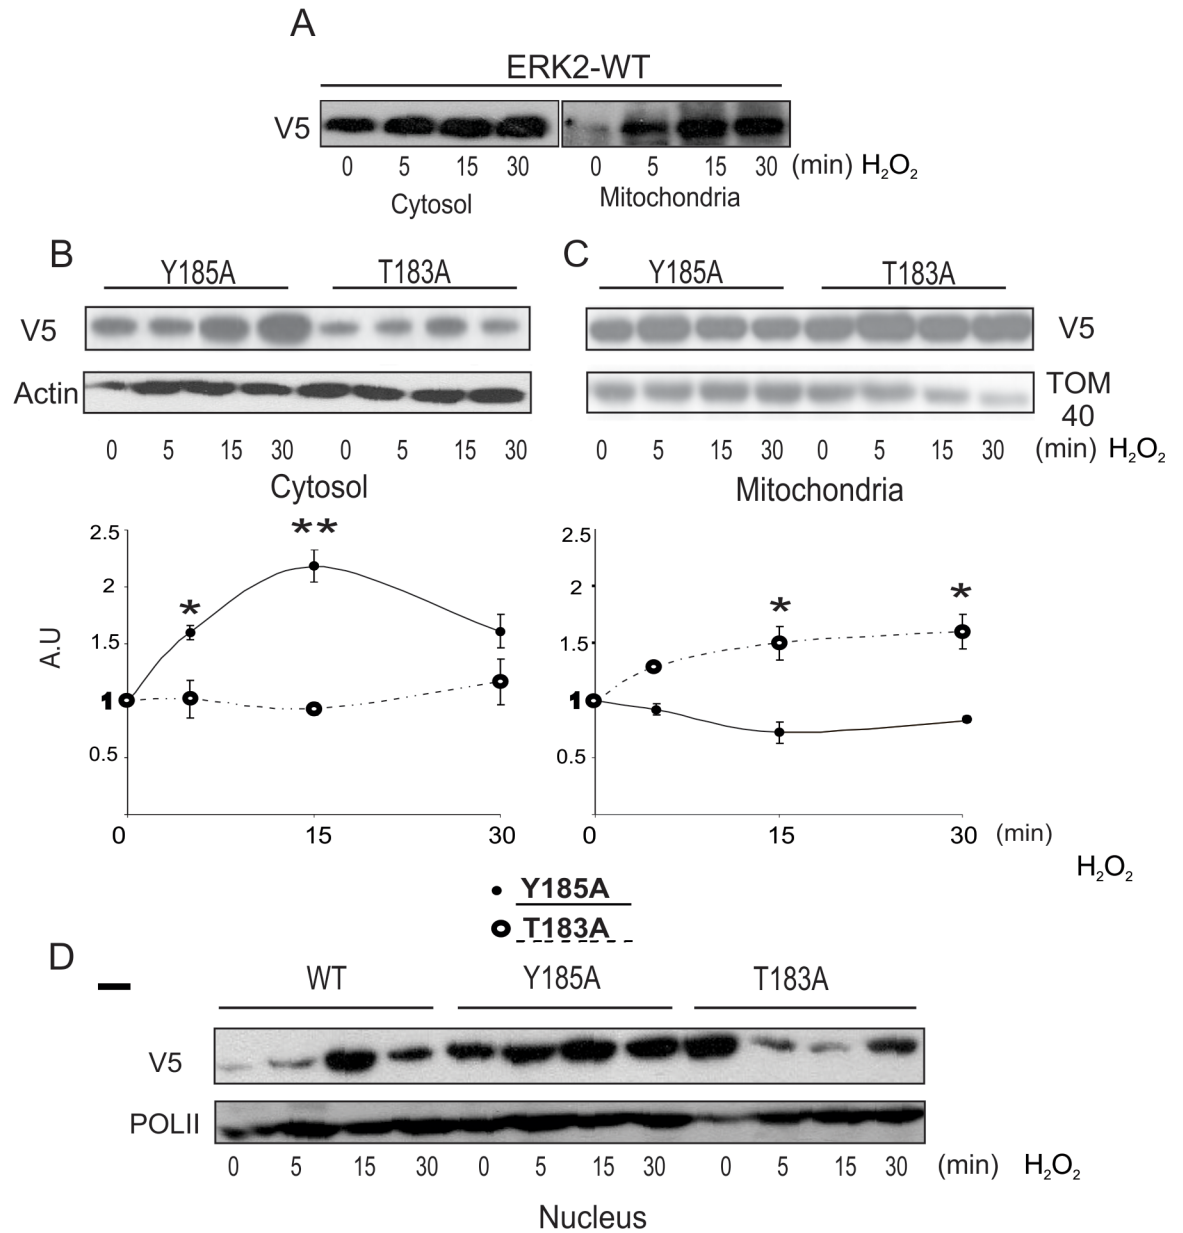 A
ERK2-WT
V5
0 5 15 30 0 5 15 30 (min) H₂O₂
Cytosol Mitochondria
B C
Y185A T183A Y185A T183A
V5 V5
Actin TOM
40
0 5 15 30 0 5 15 30 0 5 15 30 0 5 15 30 (min) H₂O₂
Cytosol Mitochondria
2.5 ** 2.5
2 * 2 * *
A.U 1.5 1.5
1 1
0.5 0.5
0 15 30 0 15 30 (min)
H₂O₂
Y185A
T183A
D
WT Y185A T183A
V5
POLII
0 5 15 30 0 5 15 30 0 5 15 30 (min) H₂O₂
Nucleus